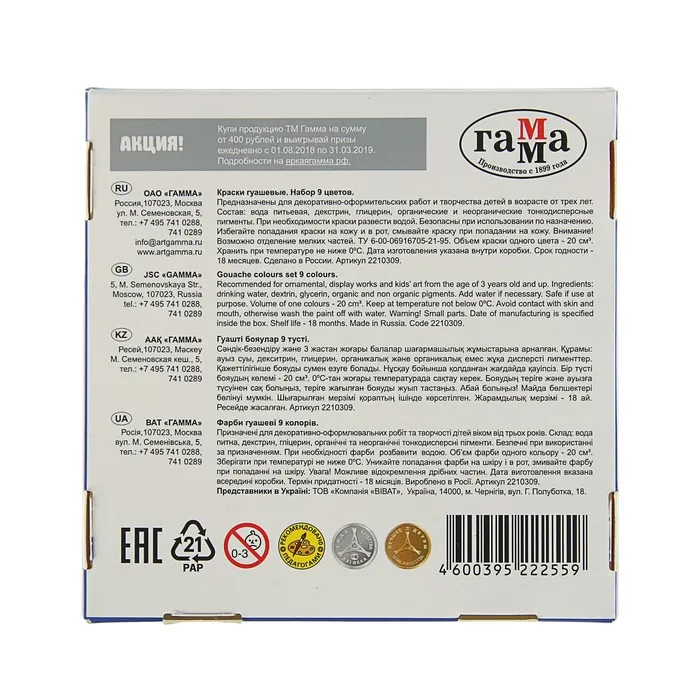 АКЦИЯ!
Купи продукцию ТМ Гамма на сумму
от 400 рублей и выигрывай призы
ежедневно с 01.08.2018 по 31.03.2019.
Подробности на яркаягамма.рф.
гаММа
Производство с 1899 года
RU
ОАО «ГАММА»
Россия,107023, Москва
ул. М. Семеновская, 5,
тел.: +7 495 741 0288,
741 0289
info@artgamma.ru
www.artgamma.ru
Краски гуашевые. Набор 9 цветов.
Предназначены для декоративно-оформительских работ и творчества детей в возрасте от трех лет.
Состав: вода питьевая, декстрин, глицерин, органические и неорганические тонкодисперсные
пигменты. При необходимости краски развести водой. Безопасны при использовании по назначению.
Избегайте попадания краски на кожу и в рот, смывайте краску при попадании на кожу. Внимание!
Возможно отделение мелких частей. ТУ 6-00-06916705-21-95. Объем краски одного цвета - 20 см³.
Хранить при температуре не ниже 0ºС. Дата изготовления указана внутри коробки. Срок годности -
18 месяцев. Сделано в России. Артикул 2210309.
GB
JSC «GAMMA»
5, M. Semenovskaya Str.,
Moscow, 107023, Russia
tel.: +7 495 741 0288,
741 0289
Gouache colours set 9 colours.
Recommended for ornamental, display works and kids' art from the age of 3 years old and up. Ingredients:
drinking water, dextrin, glycerin, organic and non organic pigments. Add water if necessary. Safe if use at
purpose. Volume of one colours - 20 cm³. Keep at temperature not below 0ºC. Avoid contact with skin and
mouth, otherwise wash the paint off with water. Warning! Small parts. Date of manufacturing is specified
inside the box. Shelf life - 18 months. Made in Russia. Code 2210309.
KZ
ААҚ «ГАММА»
Ресей,107023, Мәскеу
М. Семеновская кеш., 5,
тел.: +7 495 741 0288,
741 0289
Гуашті бояулар 9 түсті.
Сәндік-безендіру және 3 жастан жоғары балалар шығармашылық жұмыстарына арналған. Құрамы:
ауыз суы, декситрин, глицерин, органикалық және органикалық емес жұқа дисперсті пигменттер.
Қажеттілігінше бояуды сумен езуге болады. Нұсқау бойынша қолданған жағдайда қауіпсіз. Бір түсті
бояудың көлемі - 20 см³. 0ºС-тан жоғары температурада сақтау керек. Бояудың теріге және ауызға
түсуінен сақ болыңыз, теріге тигенде жағылған бояуды жуып тастаңыз. Абай болыңыз! Майда бөлшектері
бөлінуі мүмкін. Шығарылған мерзімі қораптың ішінде көрсетілген. Жарамдылық мерзімі - 18 ай.
Ресейде жасалған. Артикул 2210309.
UA
ВАТ «ГАММА»
Росія,107023, Москва
вул. М. Семенівська, 5,
тел.: +7 495 741 0288,
741 0289
Фарби гуашеві 9 колорів.
Призначені для декоративно-оформлювальних робіт та творчості дітей віком від трьох років. Склад: вода
питна, декстрин, гліцерин, органічні та неорганічні тонкодисперсні пігменти. Безпечні при використанні
за призначенням. При необхідності фарби розбавити водою. Об'єм фарби одного кольору - 20 см³.
Зберігати при температурі не ниже 0ºС. Уникайте попадання фарби на шкіру і в рот, змивайте фарбу
при попаданні на шкіру. Увага! Можливе відокремлення дрібних частин. Дата виготовлення вказана
всередині коробки. Термін придатності - 18 місяців. Вироблено в Росії. Артикул 2210309.
Представники в Україні: ТОВ «Компанія «ВІВАТ», Україна, 14000, м. Чернігів, вул. Г. Полуботка, 18.
EAC
21
PAP
0-3
РЕКОМЕНДОВАНО
ПЕДАГОГАМИ
4 600395 222559